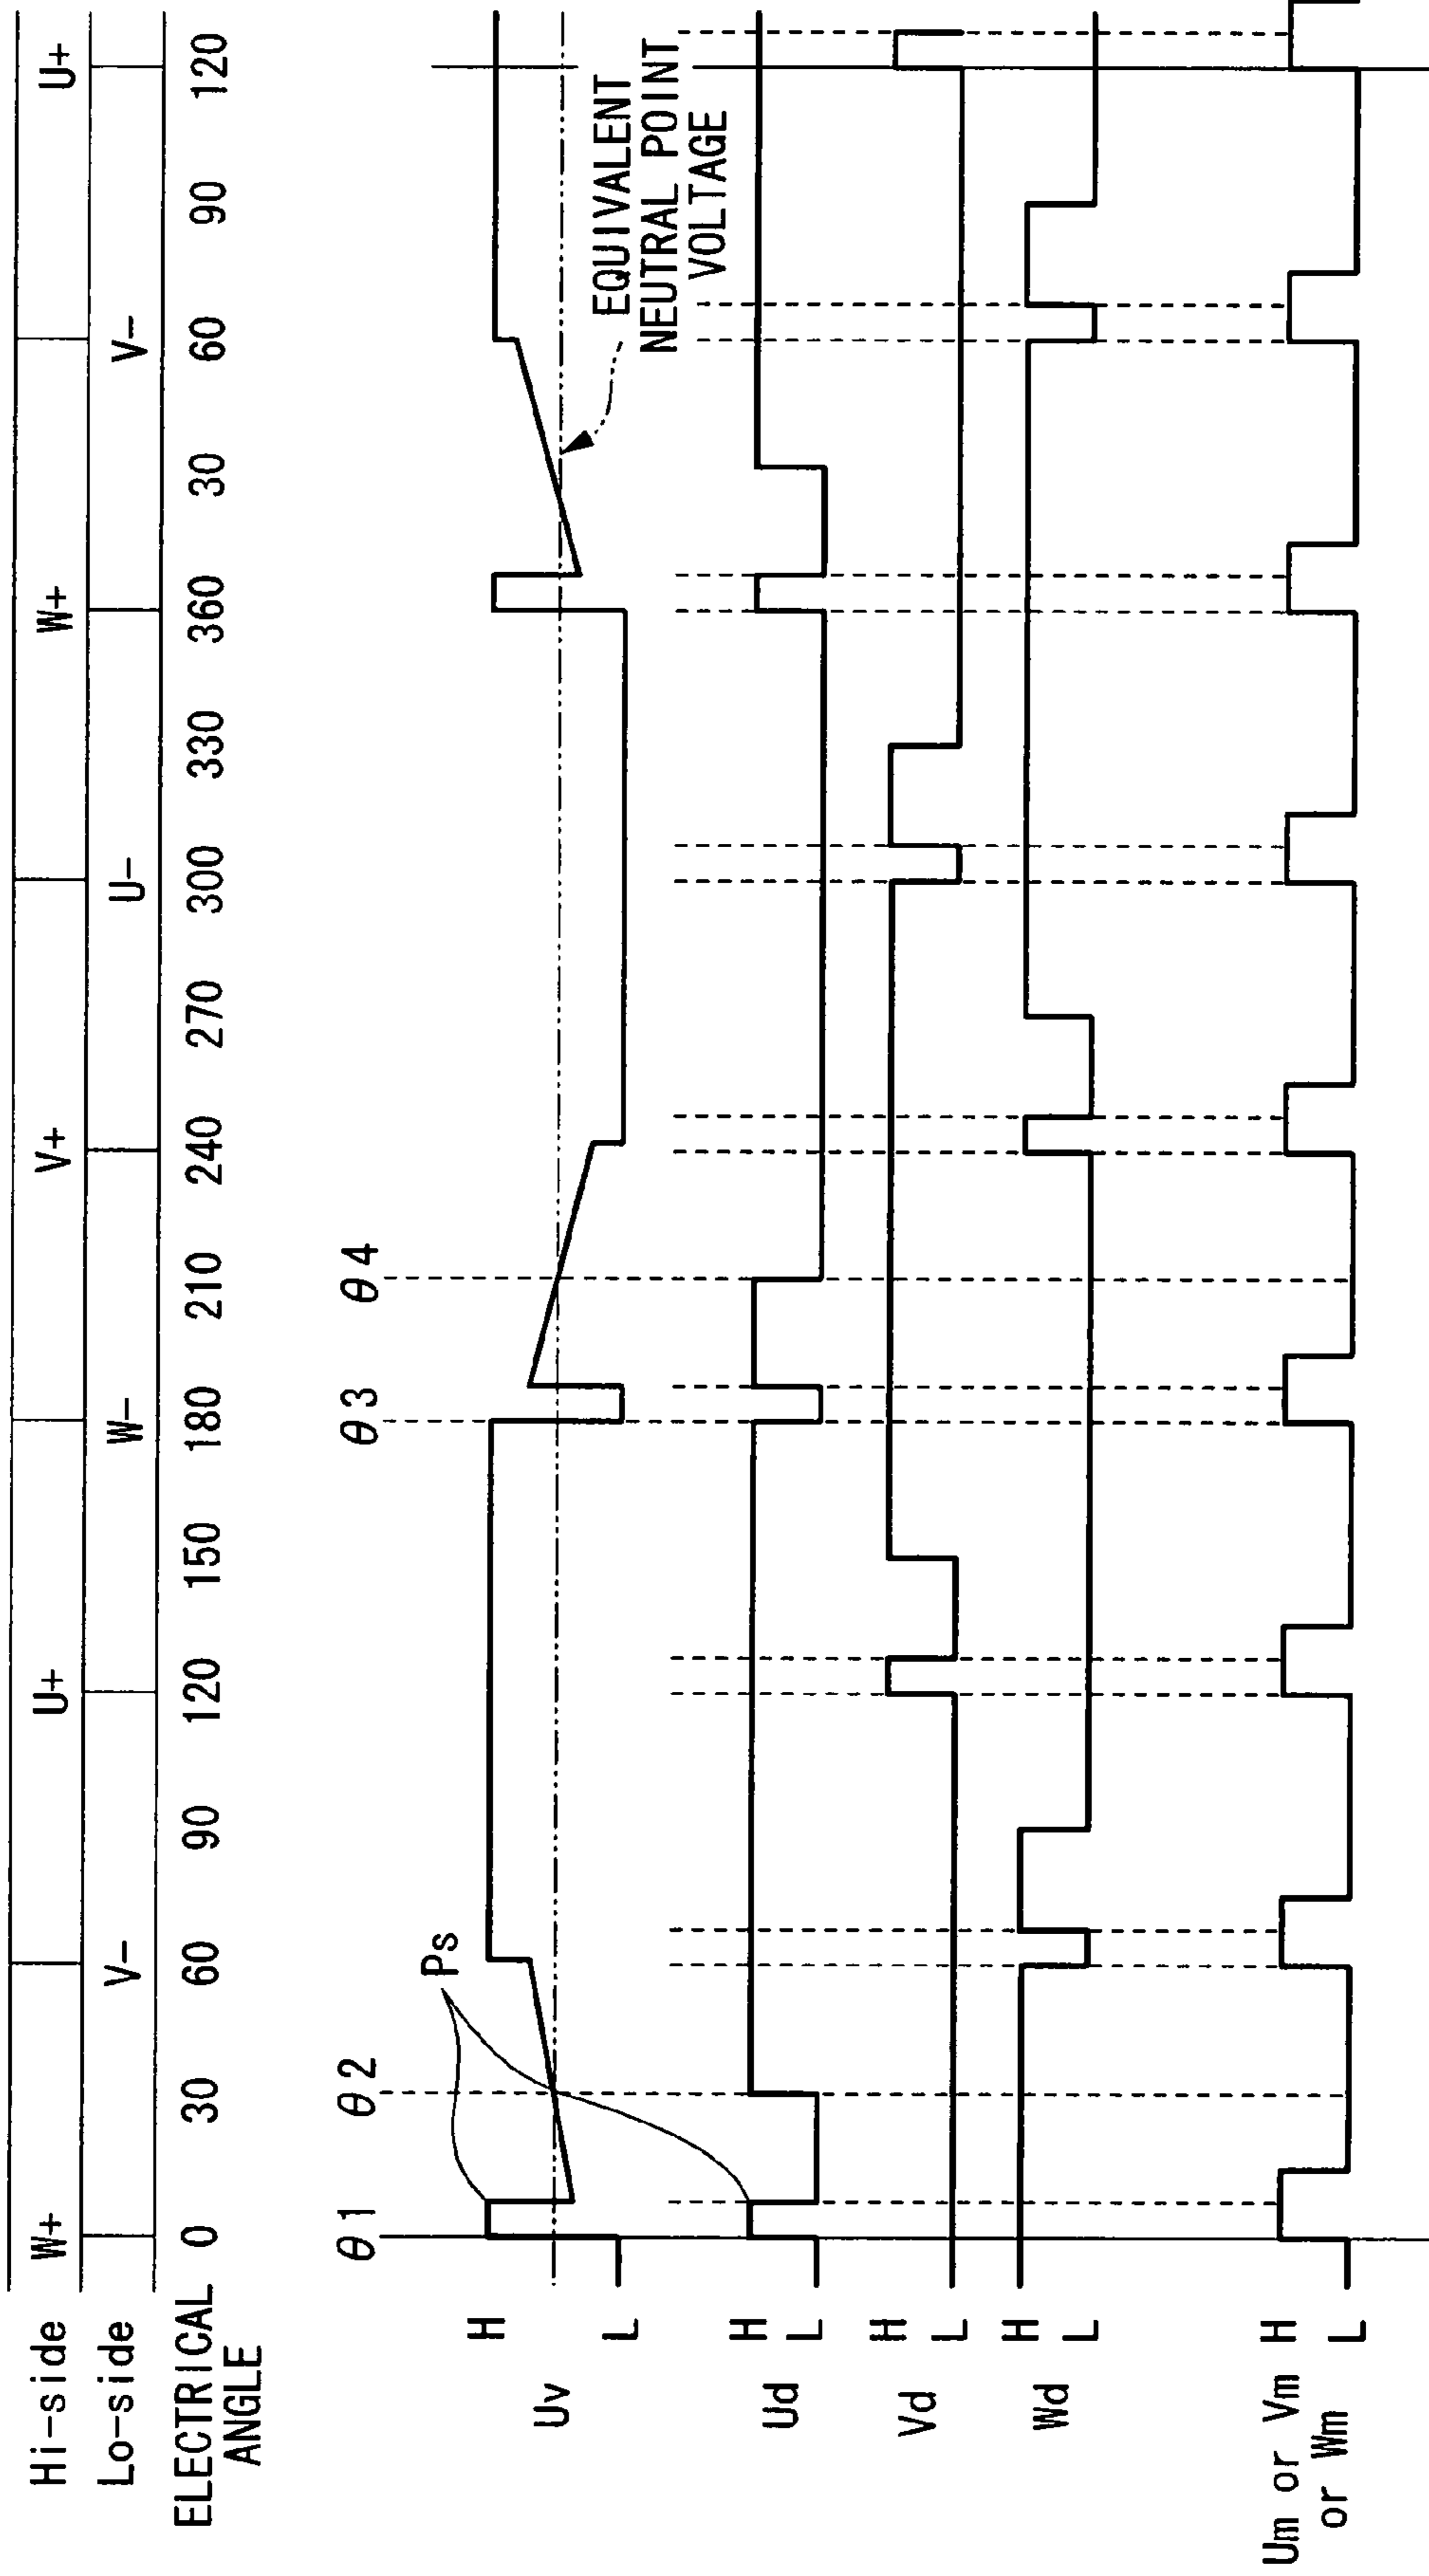 Hi-side W+ U+ V+ W+ U+
Lo-side V- W- U- V-
ELECTRICAL ANGLE 0 30 60 90 120 150 180 210 240 270 300 330 360 30 60 90 120
θ1 θ2 θ3 θ4
Ps
Uv H L
EQUIVALENT
NEUTRAL POINT
VOLTAGE
Ud H L
Vd H L
Wd H L
Um or Vm H L
or Wm